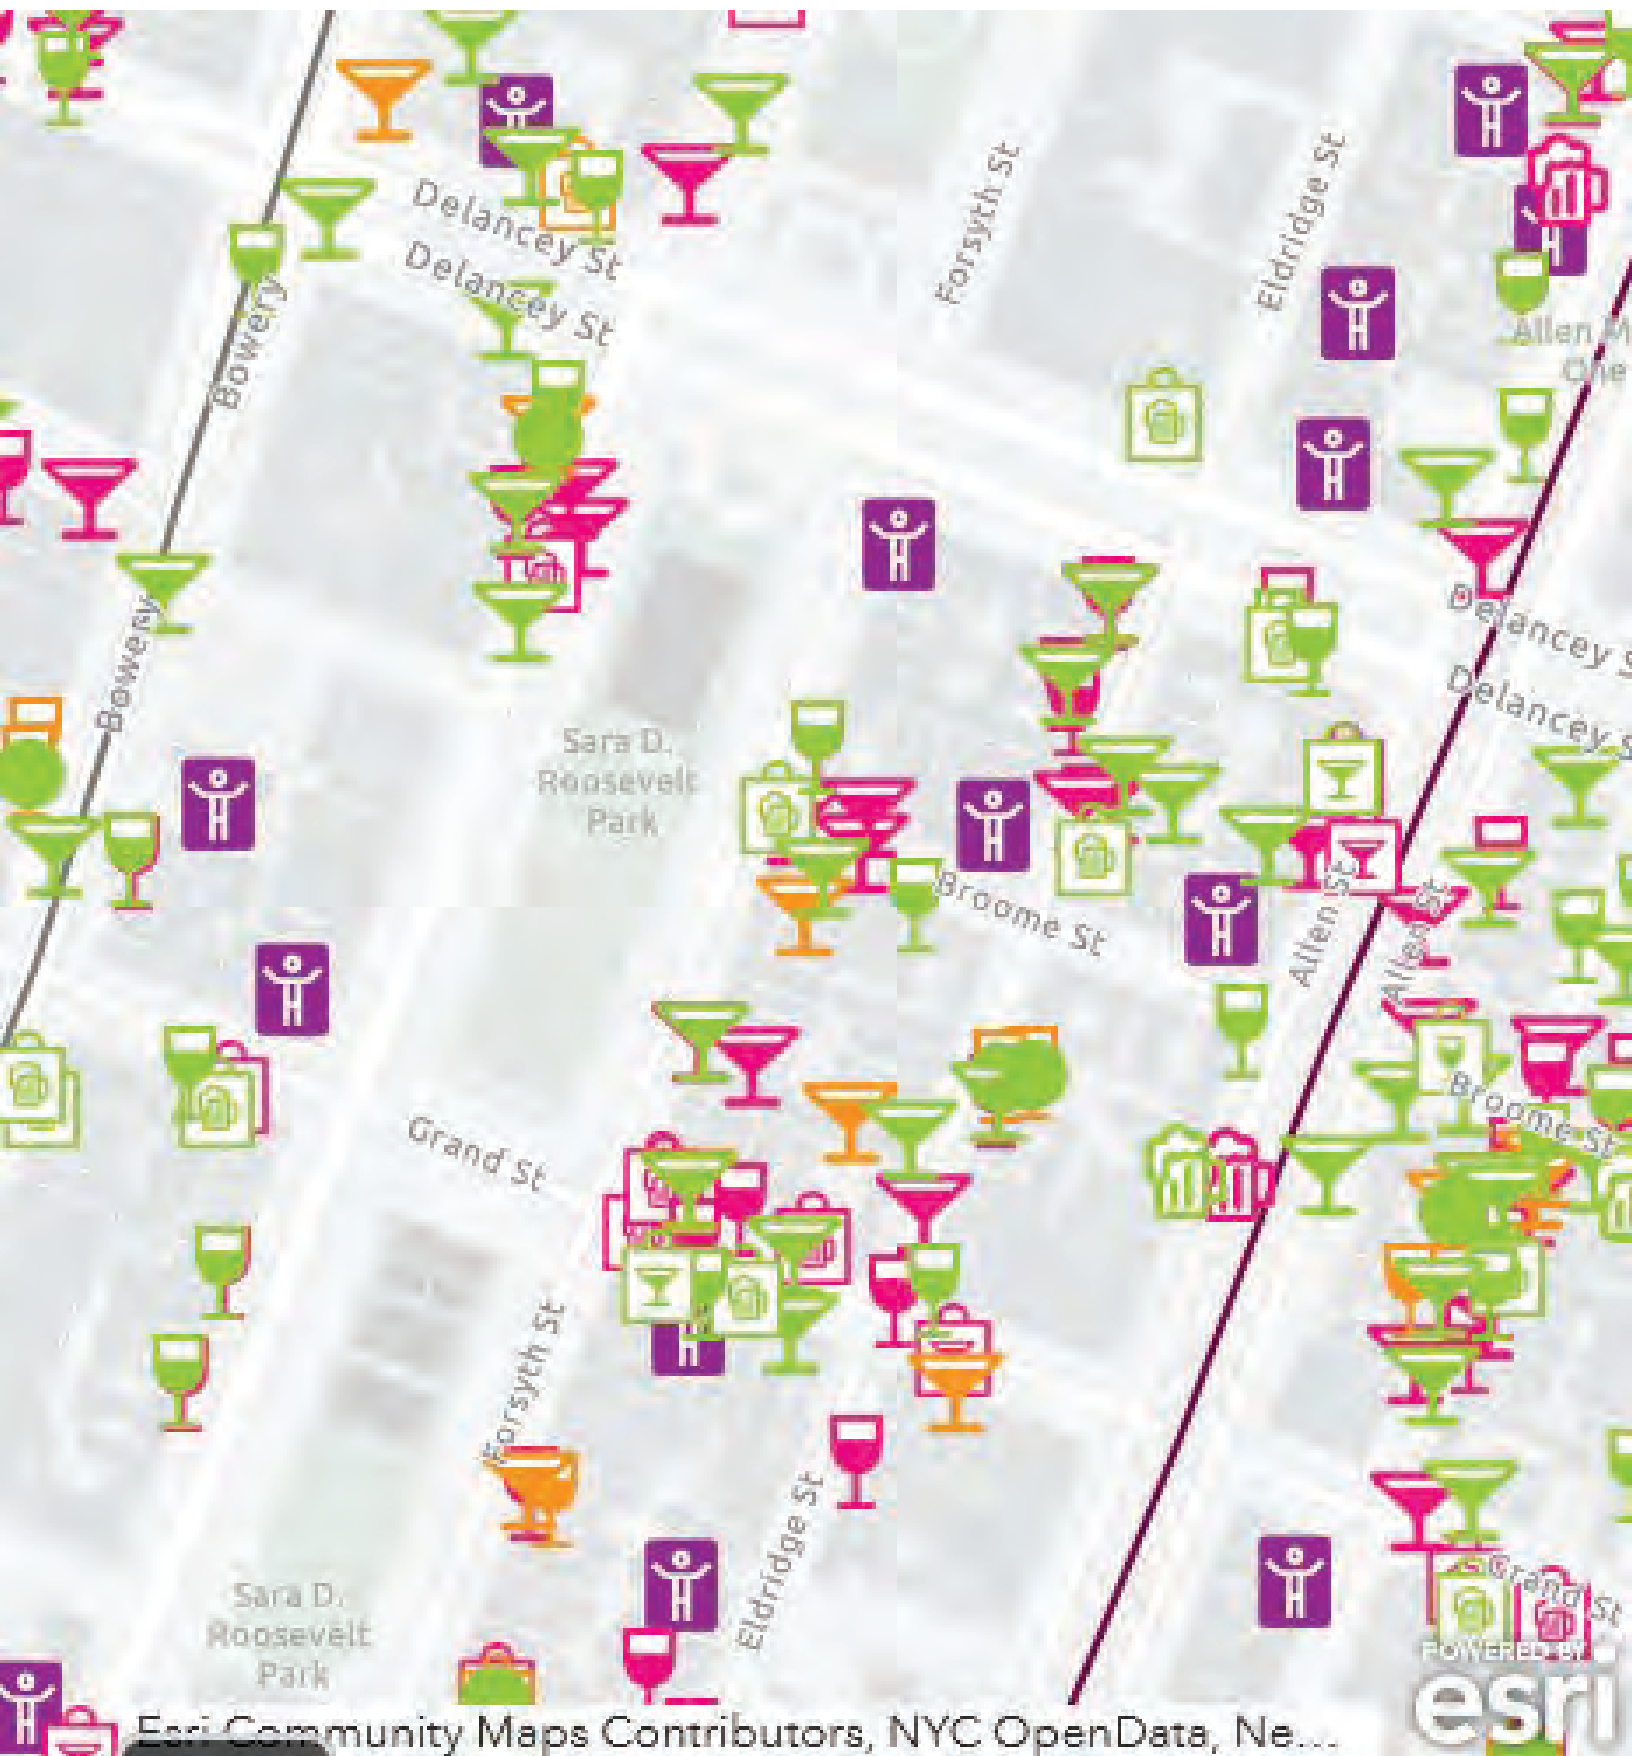 Delancey St
Delancey St
Bowery
Forsyth St
Eldridge St
Allen M
One
Bowery
Delancey S
Delancey S
Sara D.
Roosevelt
Park
Broome St
Allen St
Allen St
Broome St
Grand St
Forsyth St
Eldridge St
Grand St
Sara D.
Roosevelt
Park
POWERED BY
esri
Esri Community Maps Contributors, NYC OpenData, Ne...